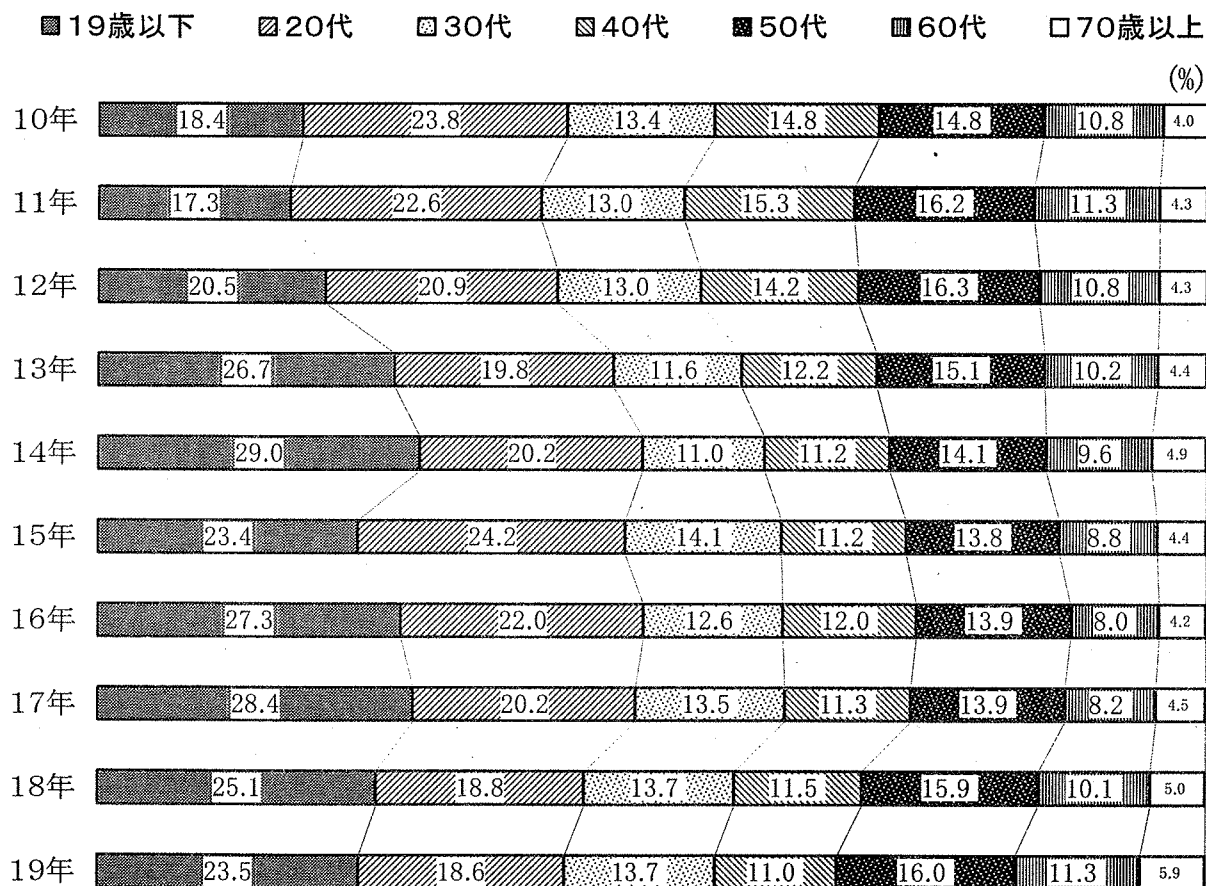 19歳以下 20代 30代 40代 50代 60代 70歳以上
(%)
10年 18.4 23.8 13.4 14.8 14.8 10.8 4.0
11年 17.3 22.6 13.0 15.3 16.2 11.3 4.3
12年 20.5 20.9 13.0 14.2 16.3 10.8 4.3
13年 26.7 19.8 11.6 12.2 15.1 10.2 4.4
14年 29.0 20.2 11.0 11.2 14.1 9.6 4.9
15年 23.4 24.2 14.1 11.2 13.8 8.8 4.4
16年 27.3 22.0 12.6 12.0 13.9 8.0 4.2
17年 28.4 20.2 13.5 11.3 13.9 8.2 4.5
18年 25.1 18.8 13.7 11.5 15.9 10.1 5.0
19年 23.5 18.6 13.7 11.0 16.0 11.3 5.9